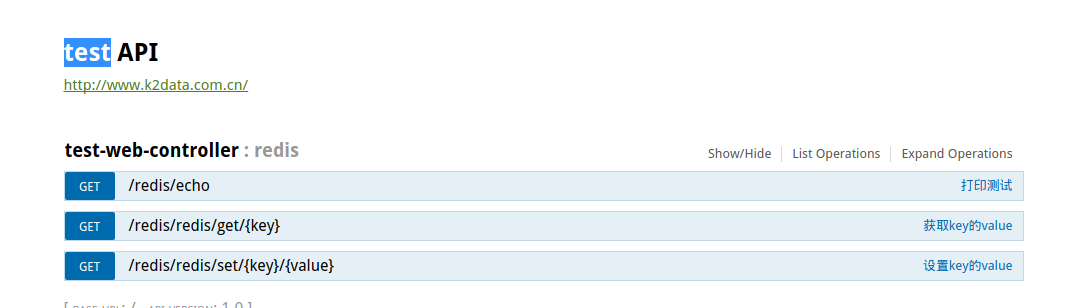 test API
http://www.k2data.com.cn/
test-web-controller : redis
Show/Hide List Operations Expand Operations
GET /redis/echo 打印测试
GET /redis/redis/get/{key} 获取key的value
GET /redis/redis/set/{key}/{value} 设置key的value
[ BASE URL: / , API VERSION: 1.0 ]